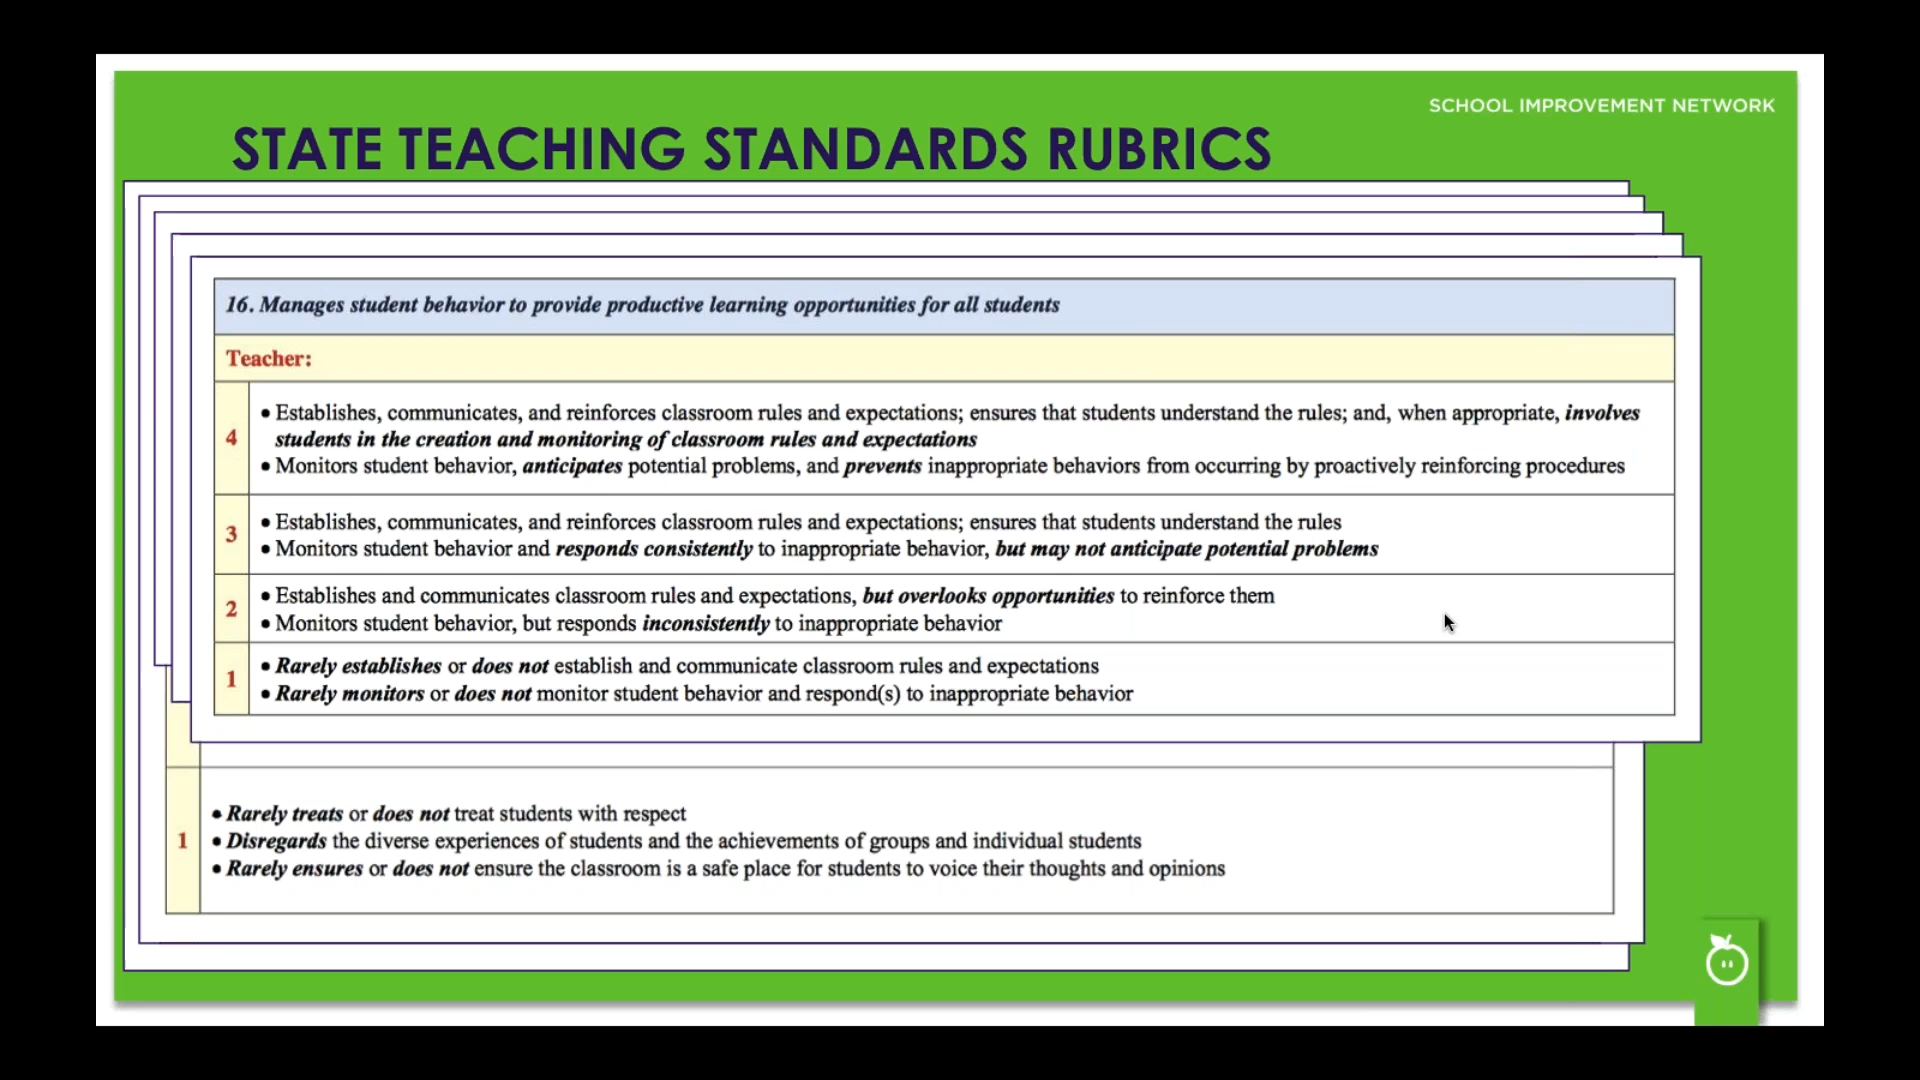 SCHOOL IMPROVEMENT NETWORK
STATE TEACHING STANDARDS RUBRICS
16. Manages student behavior to provide productive learning opportunities for all students
Teacher:
4
• Establishes, communicates, and reinforces classroom rules and expectations; ensures that students understand the rules; and, when appropriate, involves
students in the creation and monitoring of classroom rules and expectations
• Monitors student behavior, anticipates potential problems, and prevents inappropriate behaviors from occurring by proactively reinforcing procedures
3
• Establishes, communicates, and reinforces classroom rules and expectations; ensures that students understand the rules
• Monitors student behavior and responds consistently to inappropriate behavior, but may not anticipate potential problems
2
• Establishes and communicates classroom rules and expectations, but overlooks opportunities to reinforce them
• Monitors student behavior, but responds inconsistently to inappropriate behavior
1
• Rarely establishes or does not establish and communicate classroom rules and expectations
• Rarely monitors or does not monitor student behavior and respond(s) to inappropriate behavior
1
• Rarely treats or does not treat students with respect
• Disregards the diverse experiences of students and the achievements of groups and individual students
• Rarely ensures or does not ensure the classroom is a safe place for students to voice their thoughts and opinions